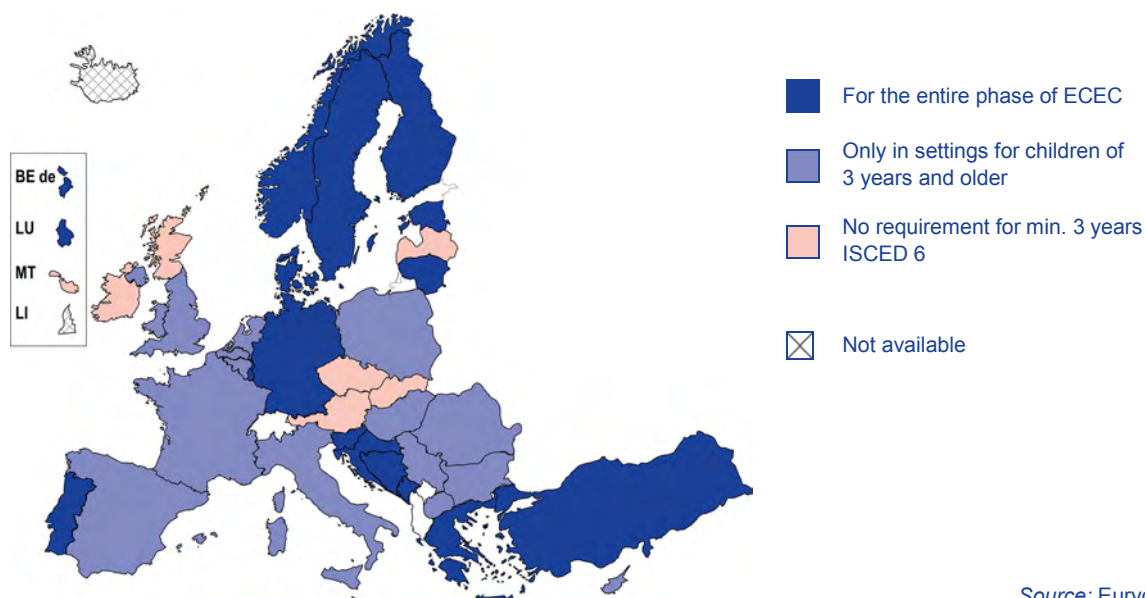 BE de
LU
MT
LI
For the entire phase of ECEC
Only in settings for children of
3 years and older
No requirement for min. 3 years
ISCED 6
Not available
Source: